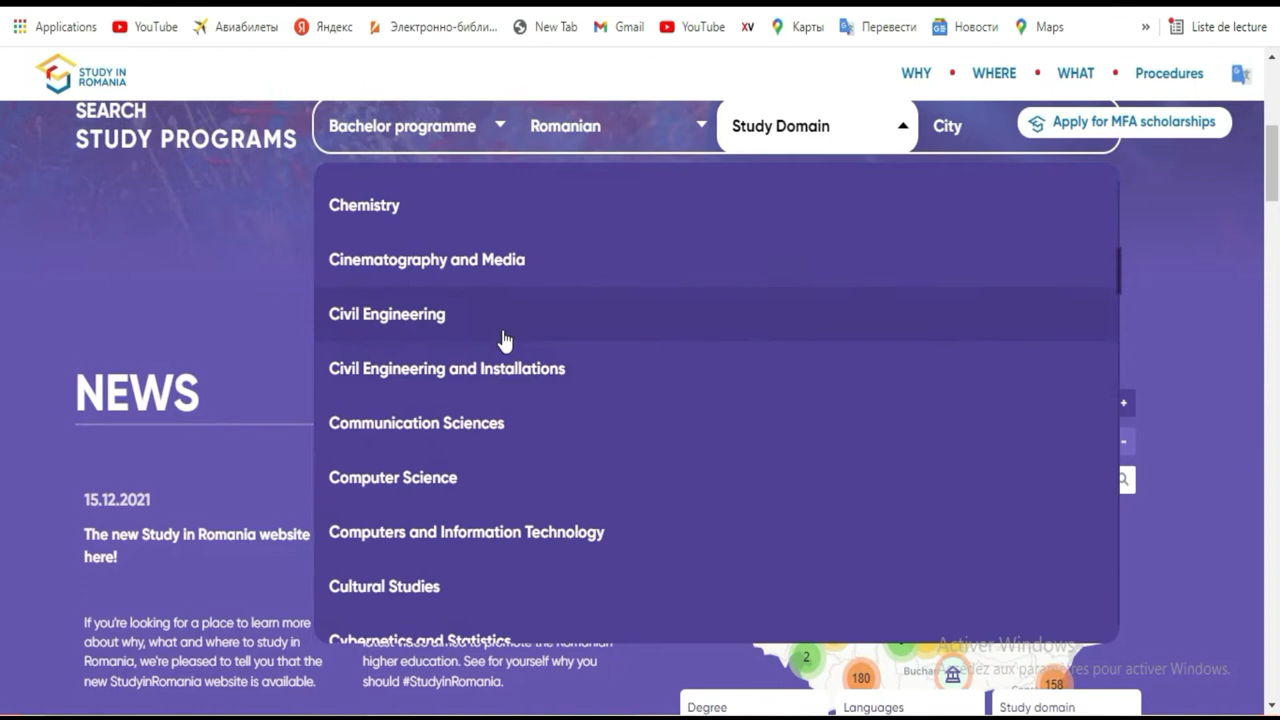 Applications
YouTube
Авиабилеты
Яндекс
Электронно-библи...
New Tab
Gmail
YouTube
XV
Карты
Перевести
Новости
Maps
»
Liste de lecture
STUDY IN
ROMANIA
WHY • WHERE • WHAT • Procedures
SEARCH
STUDY PROGRAMS
Bachelor programme
Romanian
Study Domain
City
Apply for MFA scholarships
Chemistry
Cinematography and Media
Civil Engineering
Civil Engineering and Installations
Communication Sciences
Computer Science
Computers and Information Technology
Cultural Studies
Cybernetics and Statistics
NEWS
+
-
15.12.2021
The new Study in Romania website
here!
If you're looking for a place to learn more
about why, what and where to study in
Romania, we're pleased to tell you that the
new StudyinRomania website is available.
higher education. See for yourself why you
should #StudyinRomania.
2
180
158
Activer Windows
Accédez aux paramètres pour activer Windows.
Degree
Languages
Study domain